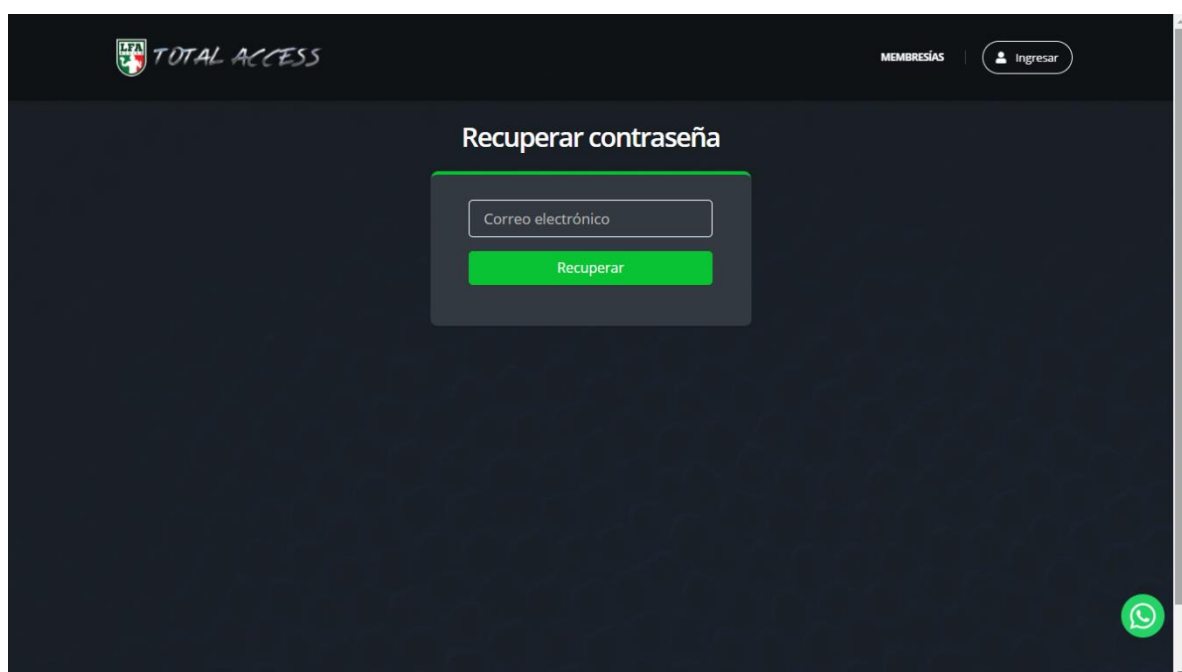 LFA
TOTAL ACCESS
MEMBRESÍAS
Ingresar
Recuperar contraseña
Correo electrónico
Recuperar